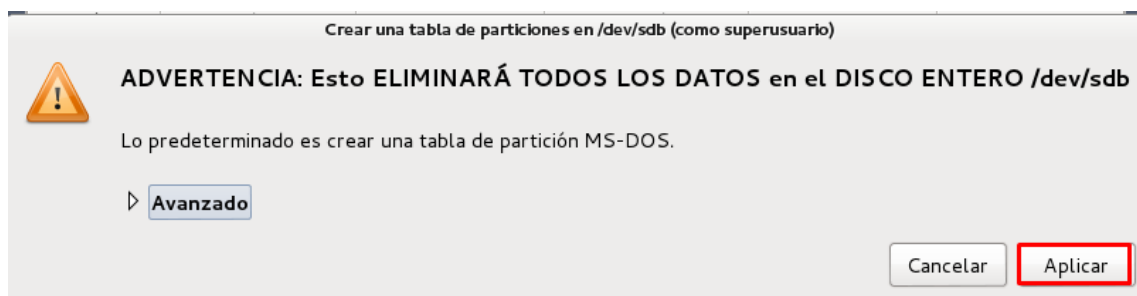 Crear una tabla de particiones en /dev/sdb (como superusuario)
ADVERTENCIA: Esto ELIMINARÁ TODOS LOS DATOS en el DISCO ENTERO /dev/sdb
Lo predeterminado es crear una tabla de partición MS-DOS.
Avanzado
Cancelar Aplicar